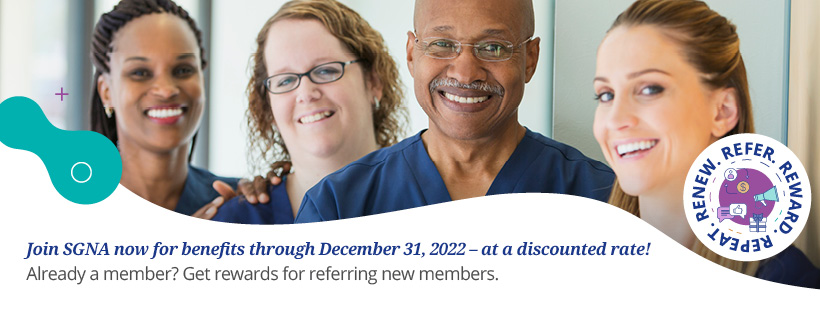 Join SGNA now for benefits through December 31, 2022 – at a discounted rate!
Already a member? Get rewards for referring new members.
RENEW. REFER. REWARD. REPEAT.
$